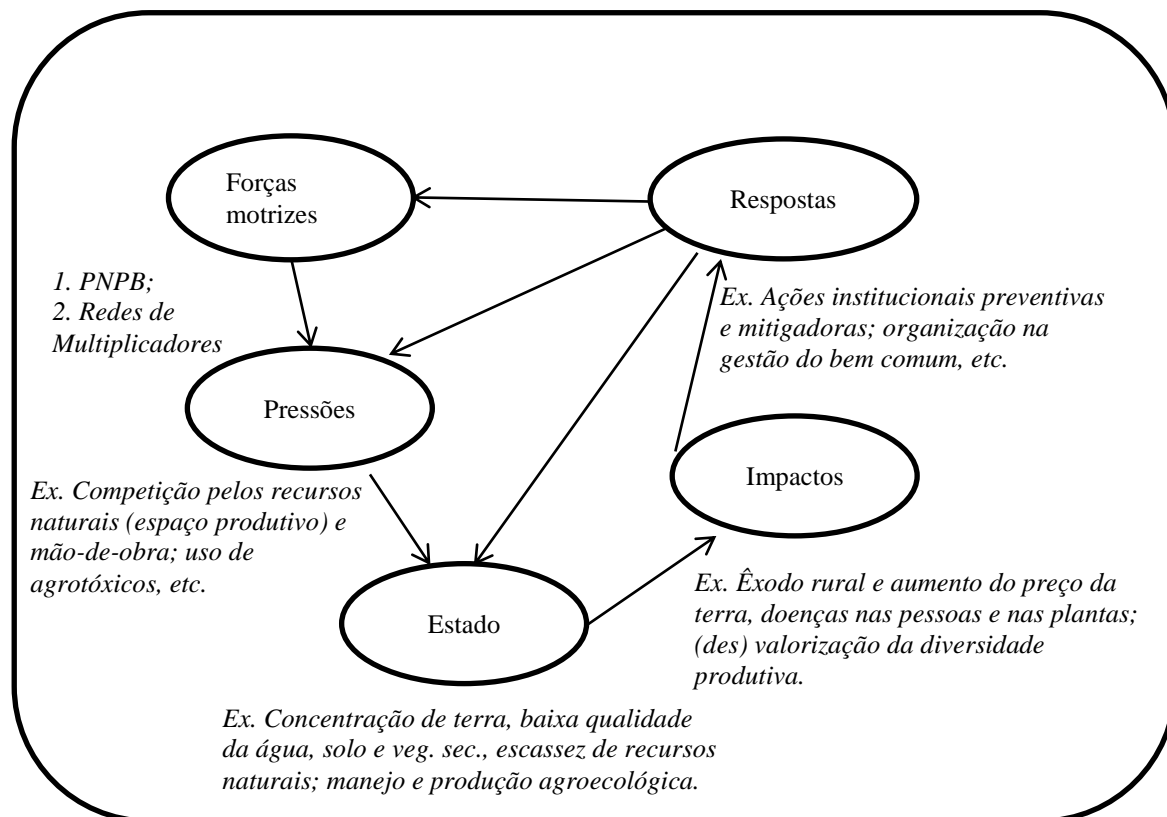 Forças
motrizes
Respostas
1. PNPB;
2. Redes de
Multiplicadores
Ex. Ações institucionais preventivas
e mitigadoras; organização na
gestão do bem comum, etc.
Pressões
Impactos
Ex. Competição pelos recursos
naturais (espaço produtivo) e
mão-de-obra; uso de
agrotóxicos, etc.
Ex. Êxodo rural e aumento do preço da
terra, doenças nas pessoas e nas plantas;
(des) valorização da diversidade
produtiva.
Estado
Ex. Concentração de terra, baixa qualidade
da água, solo e veg. sec., escassez de recursos
naturais; manejo e produção agroecológica.